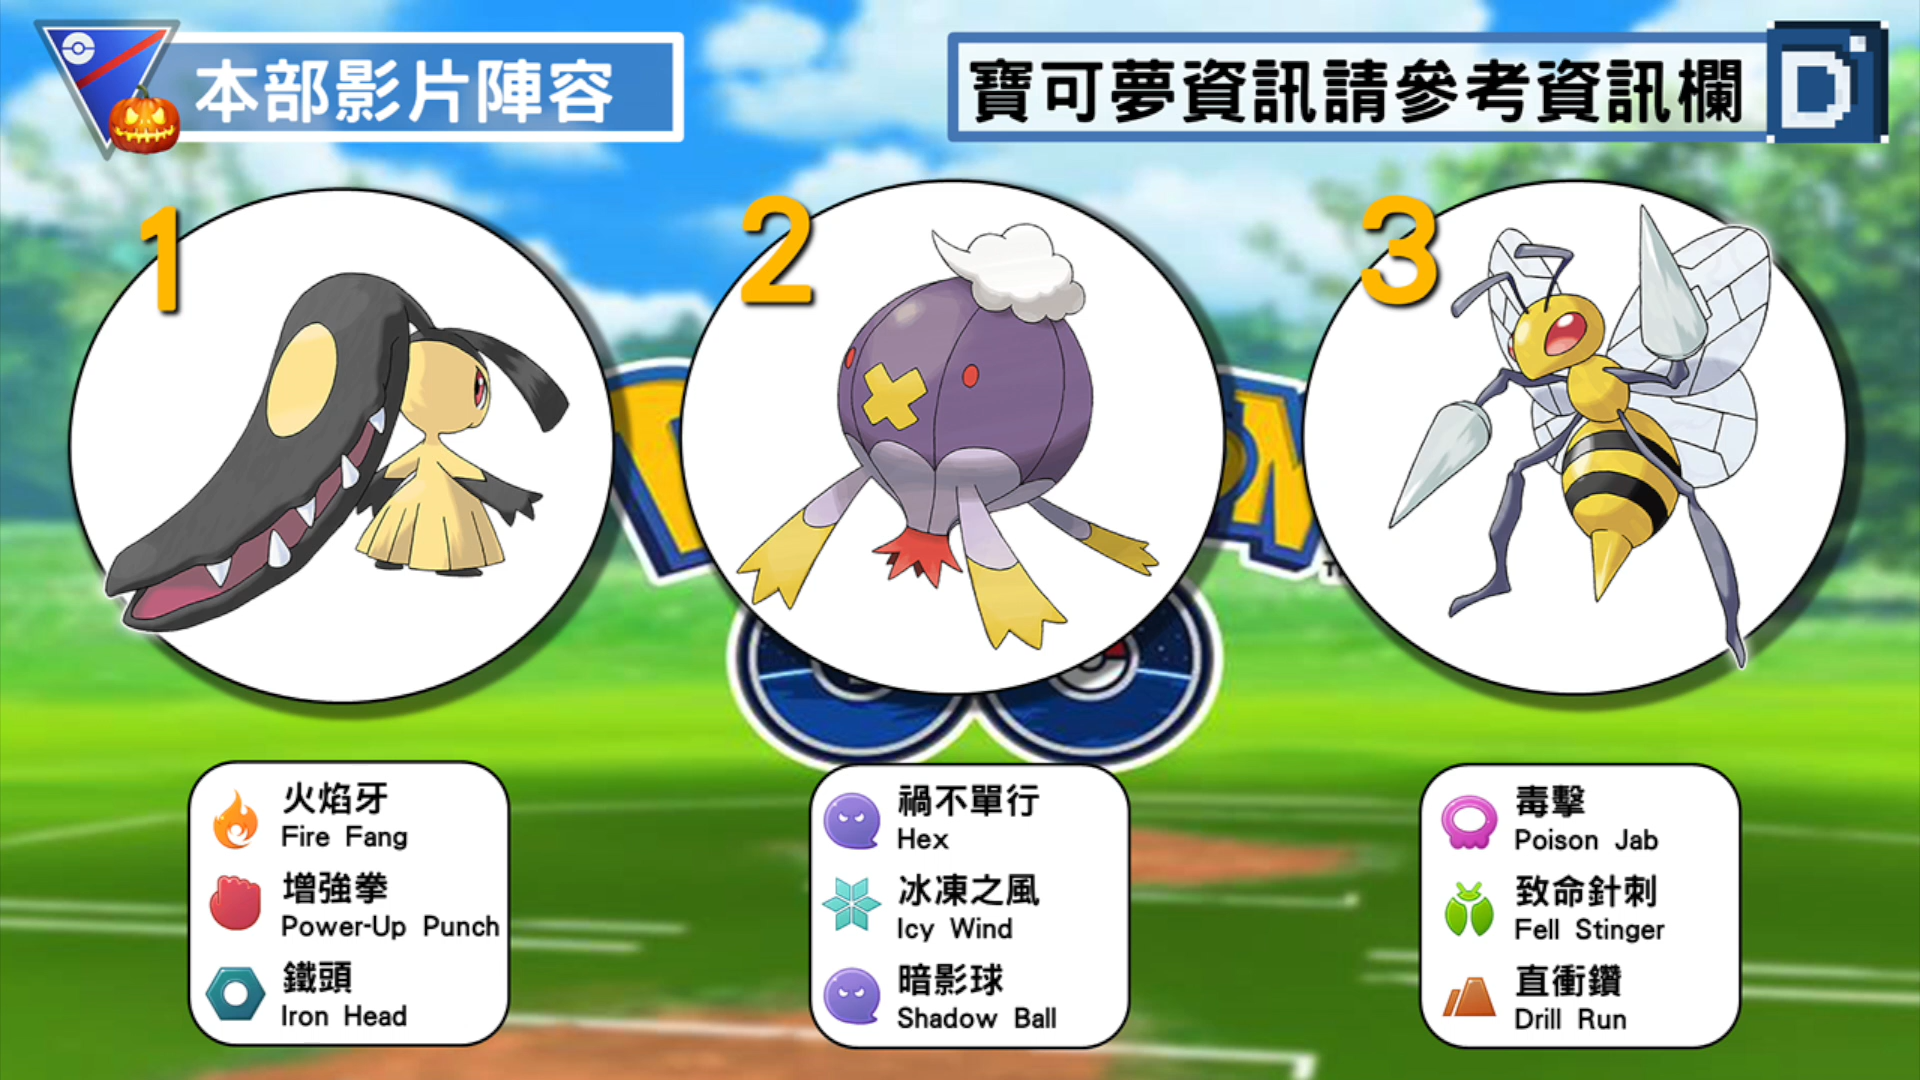 本部影片陣容
寶可夢資訊請參考資訊欄
D
1
2
3
火焰牙
Fire Fang
增強拳
Power-Up Punch
鐵頭
Iron Head
禍不單行
Hex
冰凍之風
Icy Wind
暗影球
Shadow Ball
毒擊
Poison Jab
致命針刺
Fell Stinger
直衝鑽
Drill Run